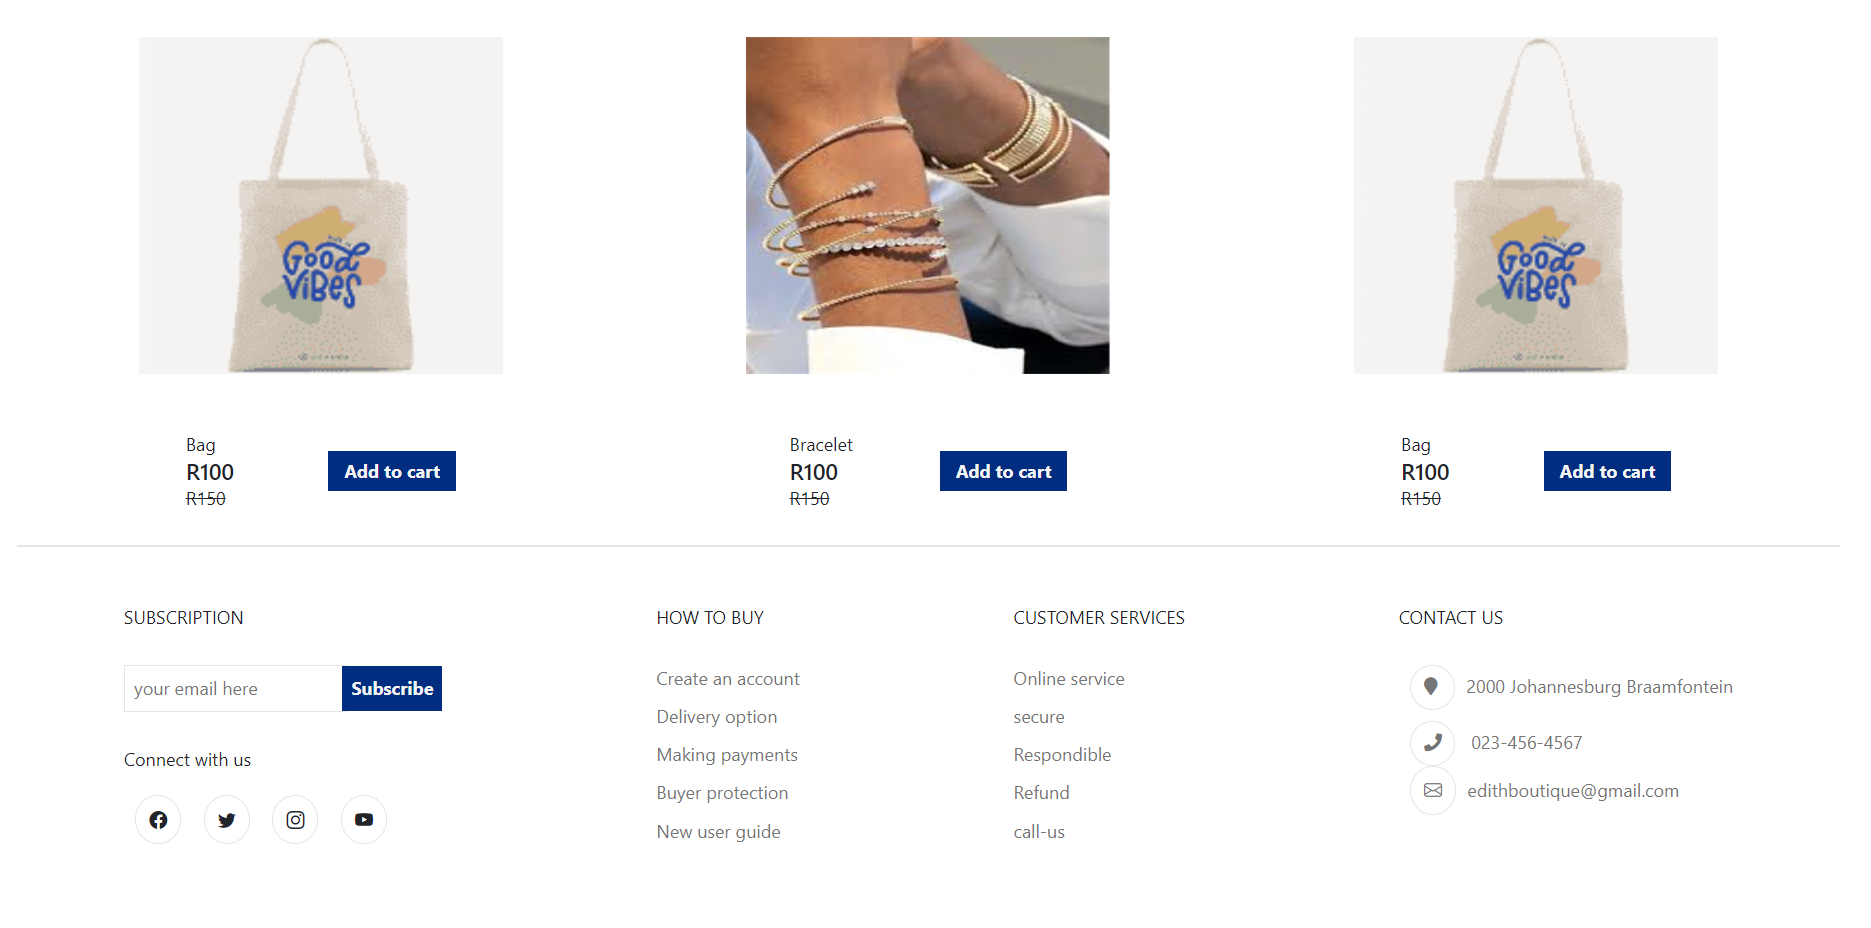 GOOD
VIBES
GOOD
VIBES
Bag
R100
R150
Add to cart
Bracelet
R100
R150
Add to cart
Bag
R100
R150
Add to cart
SUBSCRIPTION
your email here
Subscribe
Connect with us
HOW TO BUY
Create an account
Delivery option
Making payments
Buyer protection
New user guide
CUSTOMER SERVICES
Online service
secure
Respondible
Refund
call-us
CONTACT US
2000 Johannesburg Braamfontein
023-456-4567
edithboutique@gmail.com